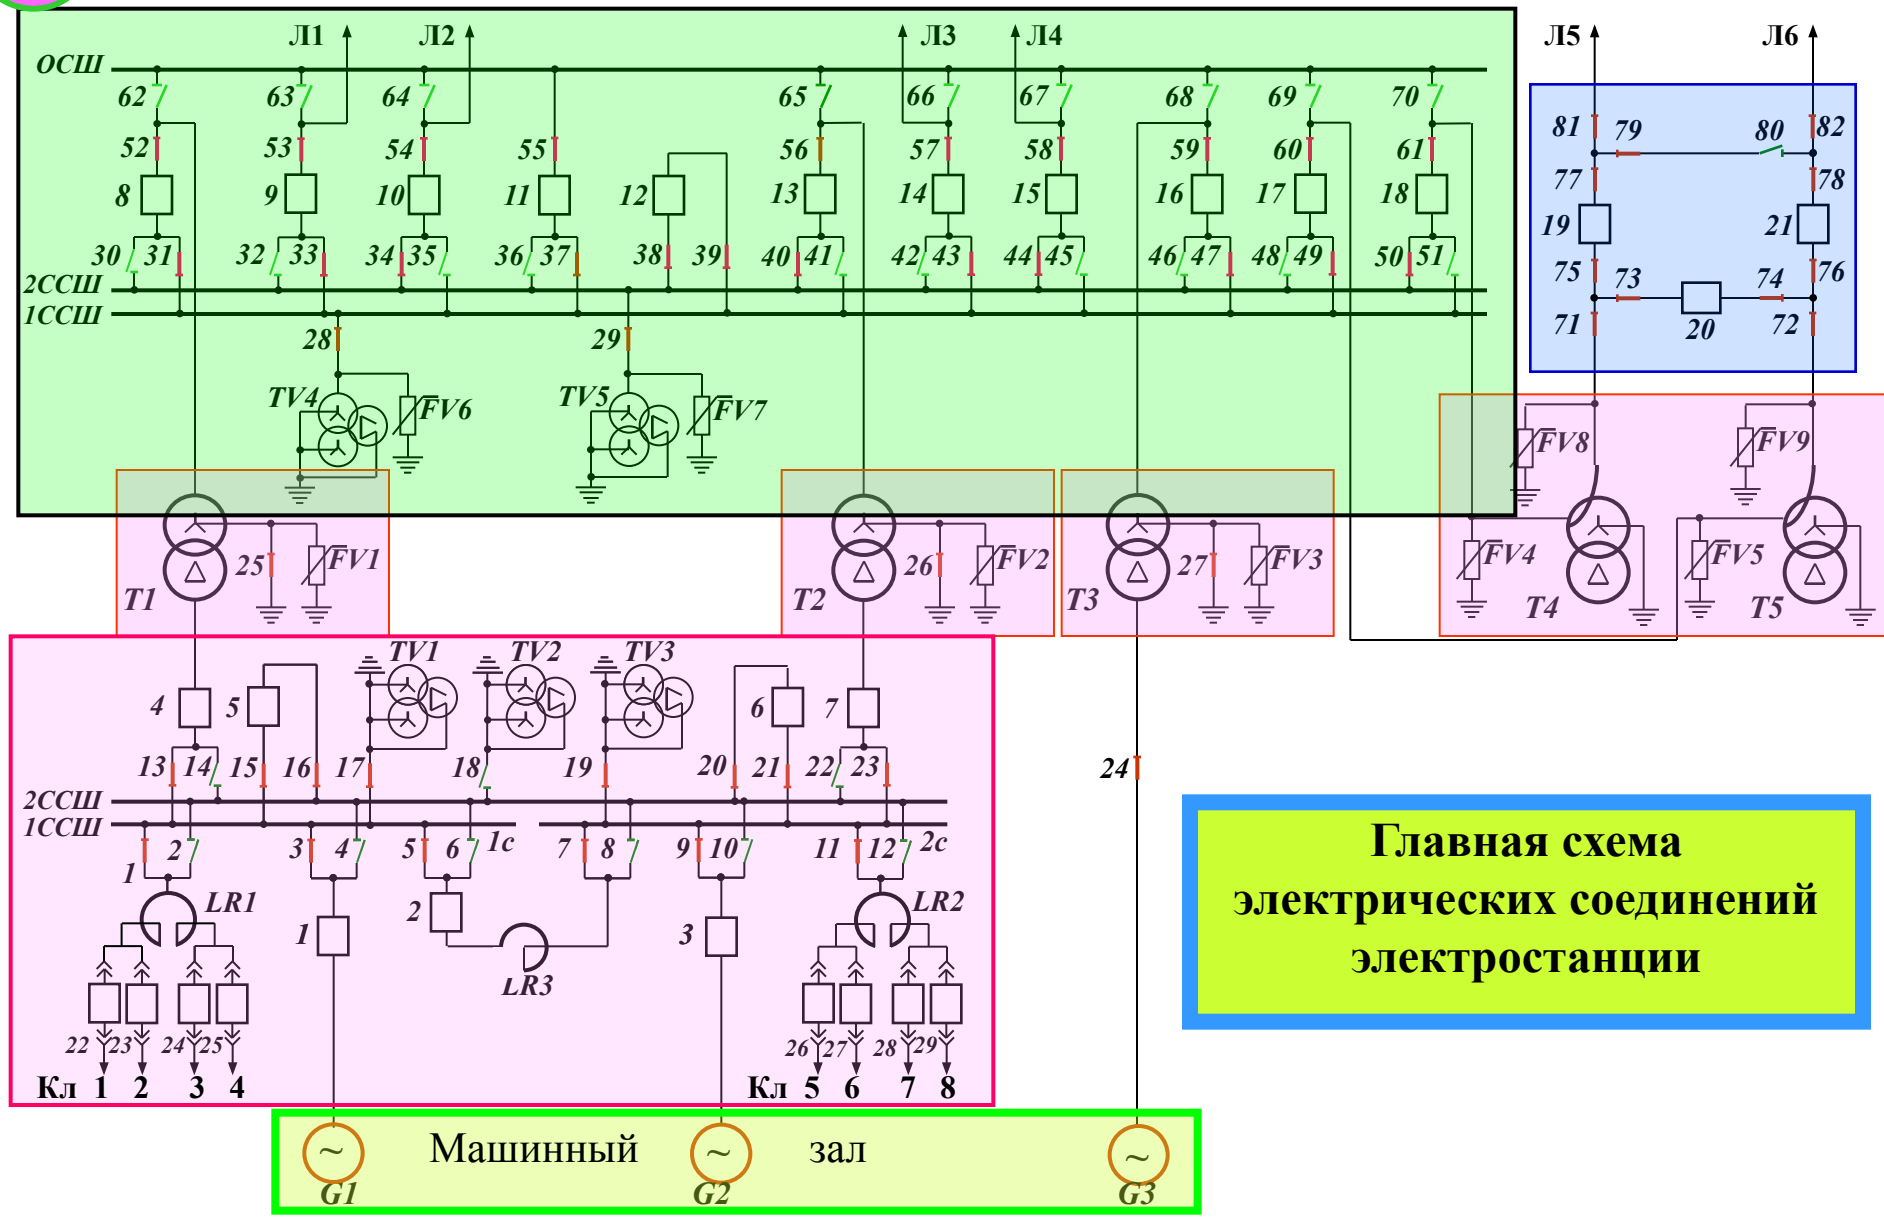 Л1 Л2 Л3 Л4 Л5 Л6
ОСШ
62 63 64 65 66 67 68 69 70
52 53 54 55 56 57 58 59 60 61
8 9 10 11 12 13 14 15 16 17 18
30 31 32 33 34 35 36 37 38 39 40 41 42 43 44 45 46 47 48 49 50 51
2ССШ
1ССШ
28 29
TV4 FV6 TV5 FV7
81 79 80 82
77 78
19 21
75 73 74 76
71 20 72
FV8 FV9
25 FV1 26 FV2 27 FV3 FV4 FV5
T1 T2 T3 T4 T5
TV1 TV2 TV3
4 5 6 7
13 14 15 16 17 18 19 20 21 22 23
24
2ССШ
1ССШ
1 2 3 4 5 6 1с 7 8 9 10 11 12 2с
LR1 LR2
1 2 3
LR3
22 23 24 25 26 27 28 29
Кл 1 2 3 4 Кл 5 6 7 8
Главная схема
электрических соединений
электростанции
Машинный зал
~ ~ ~
G1 G2 G3